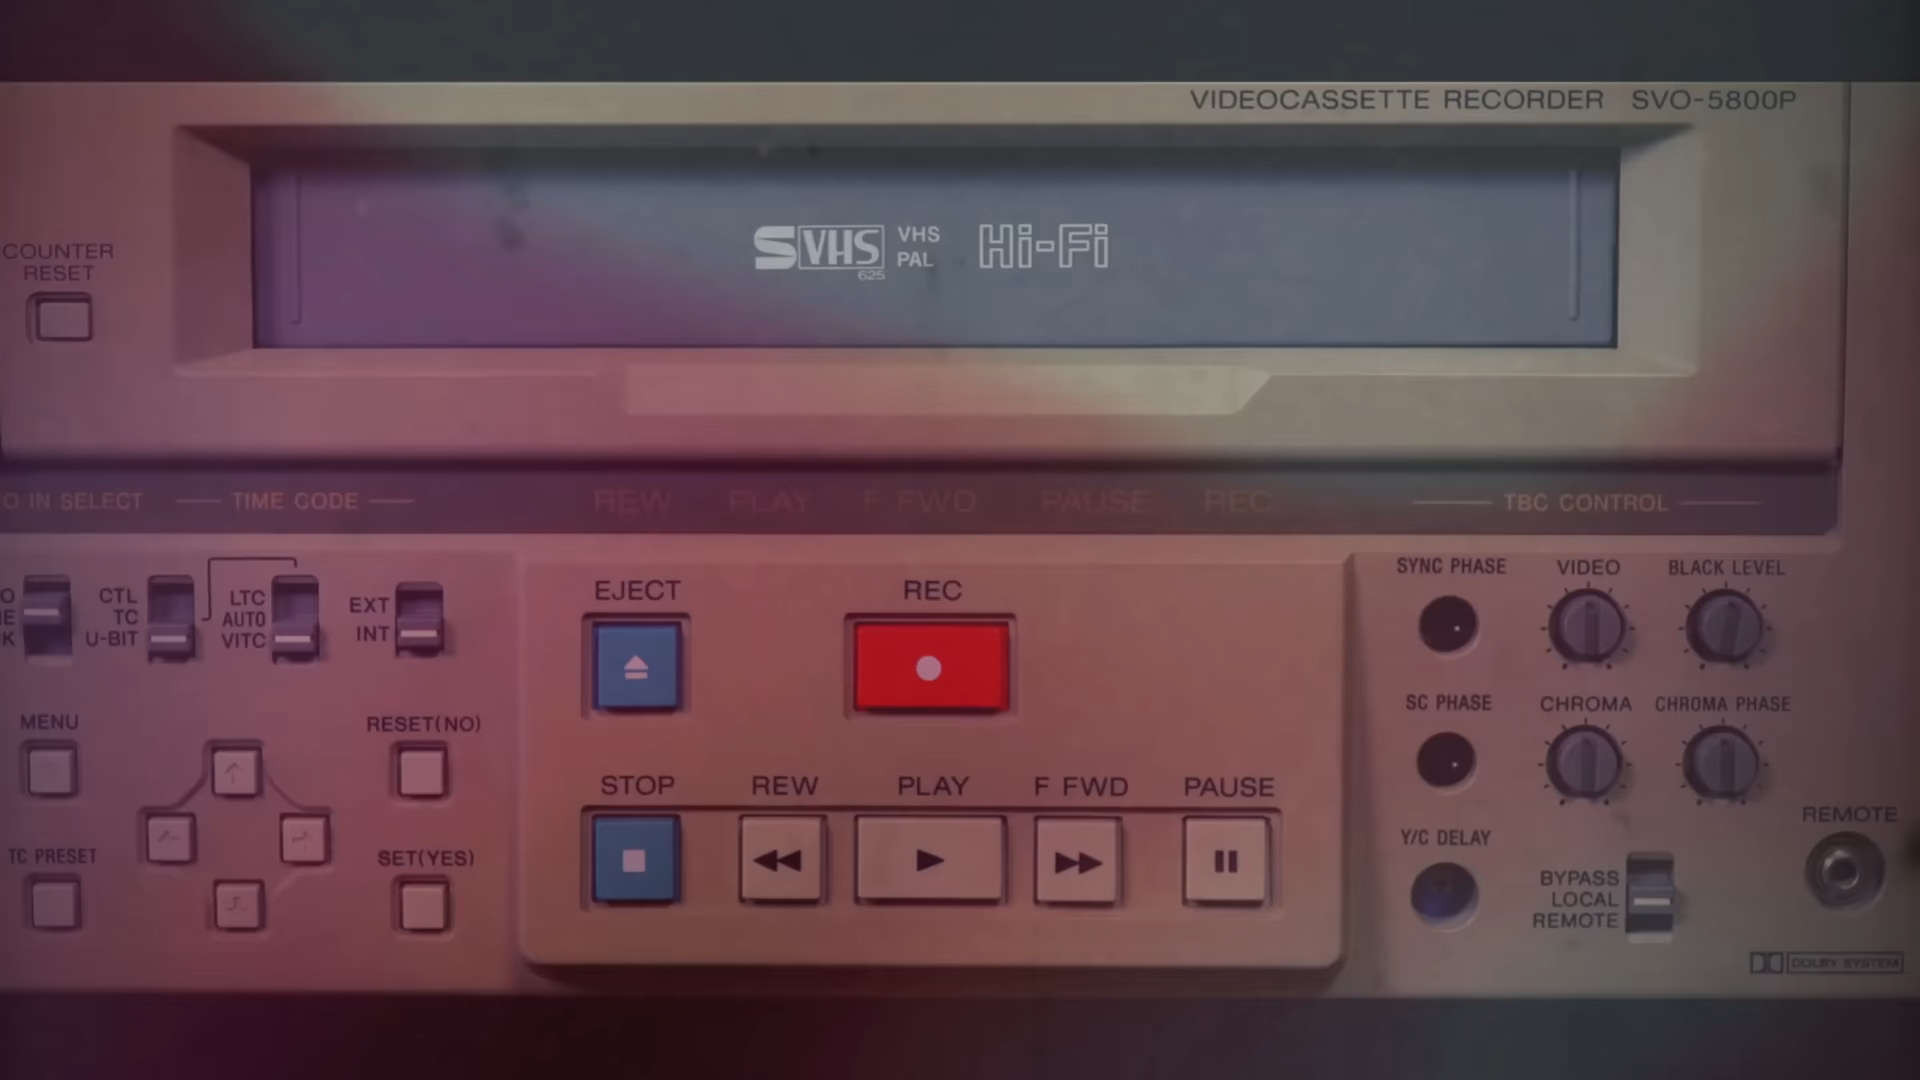 VIDEOCASSETTE RECORDER SVO-5800P
S VHS 625
VHS
PAL
Hi-Fi
COUNTER
RESET
O IN SELECT
TIME CODE
REW
PLAY
F FWD
PAUSE
REC
TBC CONTROL
O
E
K
CTL
TC
U-BIT
LTC
AUTO
VITC
EXT
INT
EJECT
REC
SYNC PHASE
VIDEO
BLACK LEVEL
MENU
RESET(NO)
SC PHASE
CHROMA
CHROMA PHASE
STOP
REW
PLAY
F FWD
PAUSE
TC PRESET
SET(YES)
Y/C DELAY
BYPASS
LOCAL
REMOTE
REMOTE
DOLBY SYSTEM